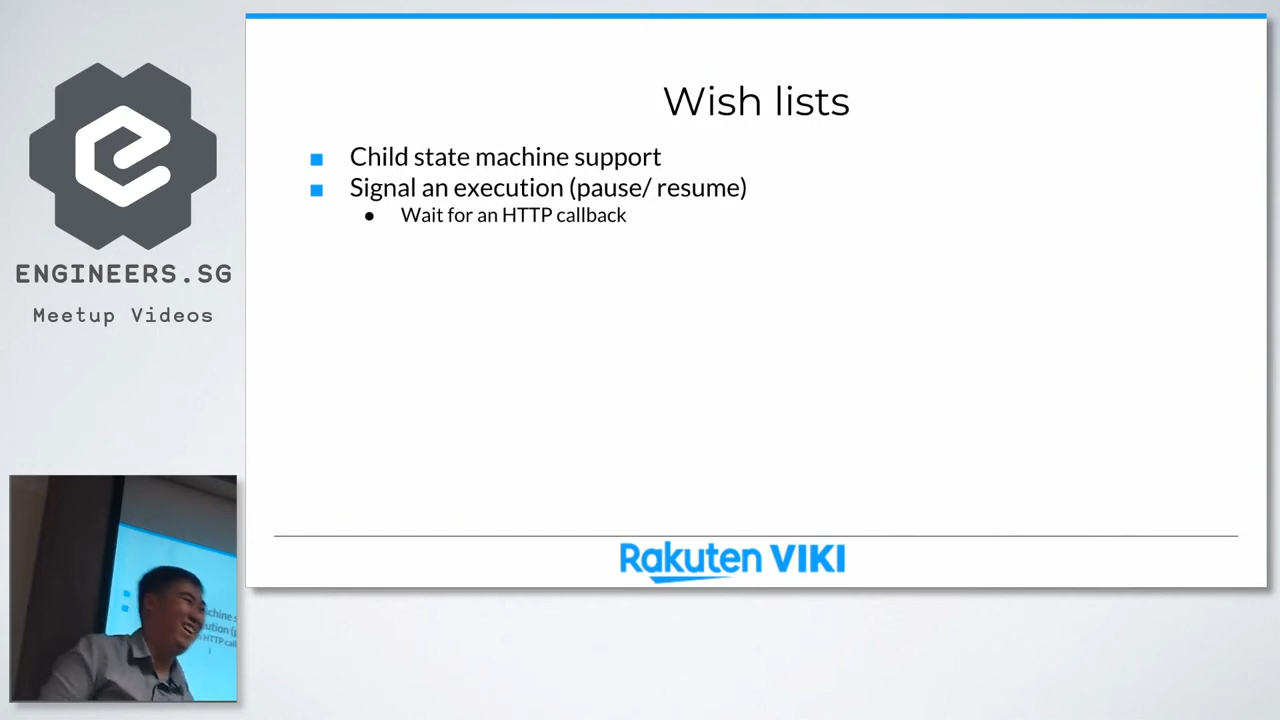 ENGINEERS.SG
Meetup Videos
Wish lists
Child state machine support
Signal an execution (pause/ resume)
Wait for an HTTP callback
Rakuten VIKI